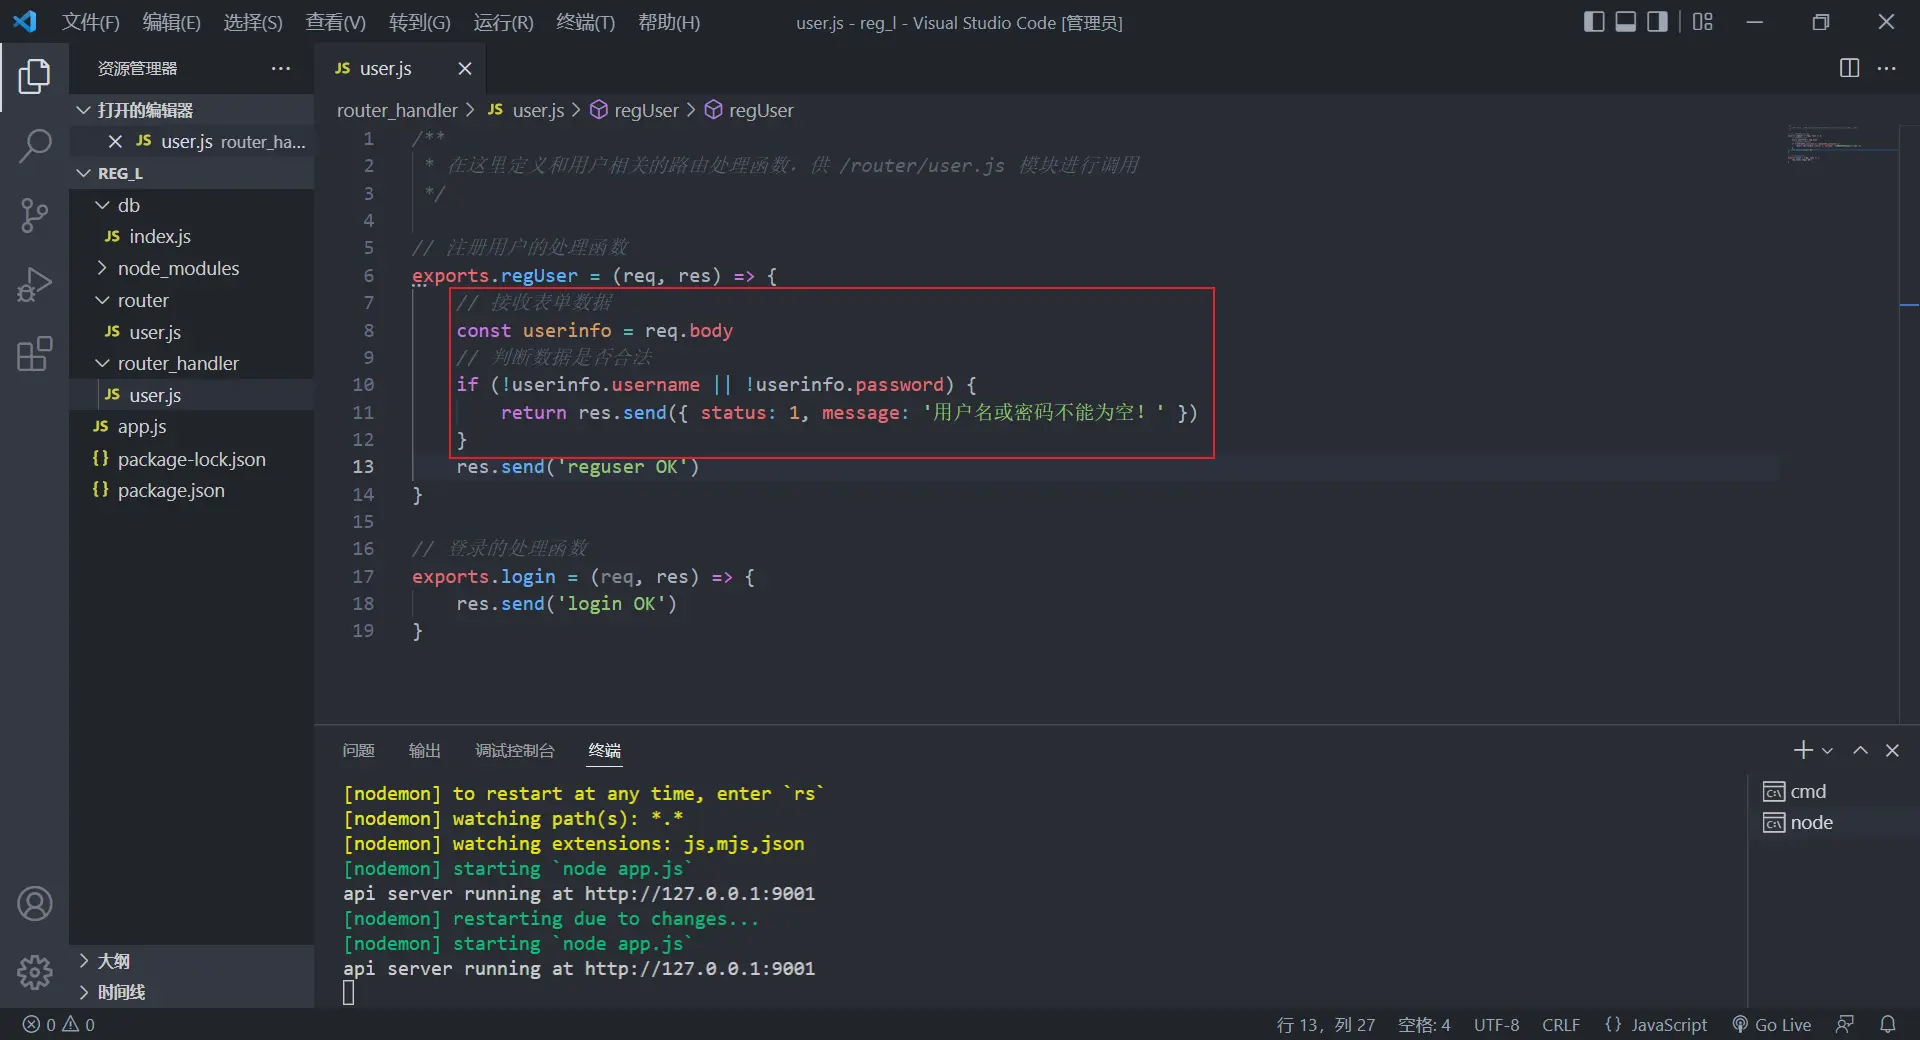 文件(F) 编辑(E) 选择(S) 查看(V) 转到(G) 运行(R) 终端(T) 帮助(H) user.js - reg_l - Visual Studio Code [管理员]
资源管理器
JS user.js
打开的编辑器
JS user.js router_ha...
REG_L
db
JS index.js
node_modules
router
JS user.js
router_handler
JS user.js
JS app.js
{} package-lock.json
{} package.json
大纲
时间线
router_handler > JS user.js > regUser > regUser
1 /**
2 * 在这里定义和用户相关的路由处理函数，供 /router/user.js 模块进行调用
3 */
4
5 // 注册用户的处理函数
6 exports.regUser = (req, res) => {
7 // 接收表单数据
8 const userinfo = req.body
9 // 判断数据是否合法
10 if (!userinfo.username || !userinfo.password) {
11 return res.send({ status: 1, message: '用户名或密码不能为空！' })
12 }
13 res.send('reguser OK')
14 }
15
16 // 登录的处理函数
17 exports.login = (req, res) => {
18 res.send('login OK')
19 }
问题 输出 调试控制台 终端
[nodemon] to restart at any time, enter `rs`
[nodemon] watching path(s): *.*
[nodemon] watching extensions: js,mjs,json
[nodemon] starting `node app.js`
api server running at http://127.0.0.1:9001
[nodemon] restarting due to changes...
[nodemon] starting `node app.js`
api server running at http://127.0.0.1:9001
cmd
node
0 0 行 13，列 27 空格: 4 UTF-8 CRLF {} JavaScript Go Live